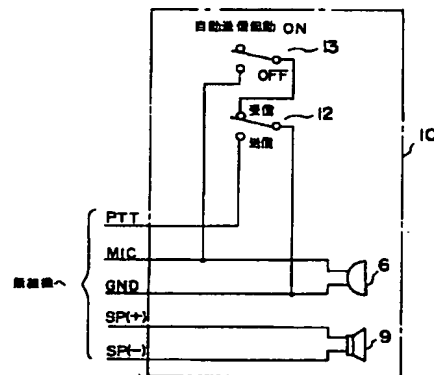 自動送信起動 ON
13
OFF
受信
12
送信
10
PTT
MIC
6
GND
無線機へ
SP(+)
9
SP(-)